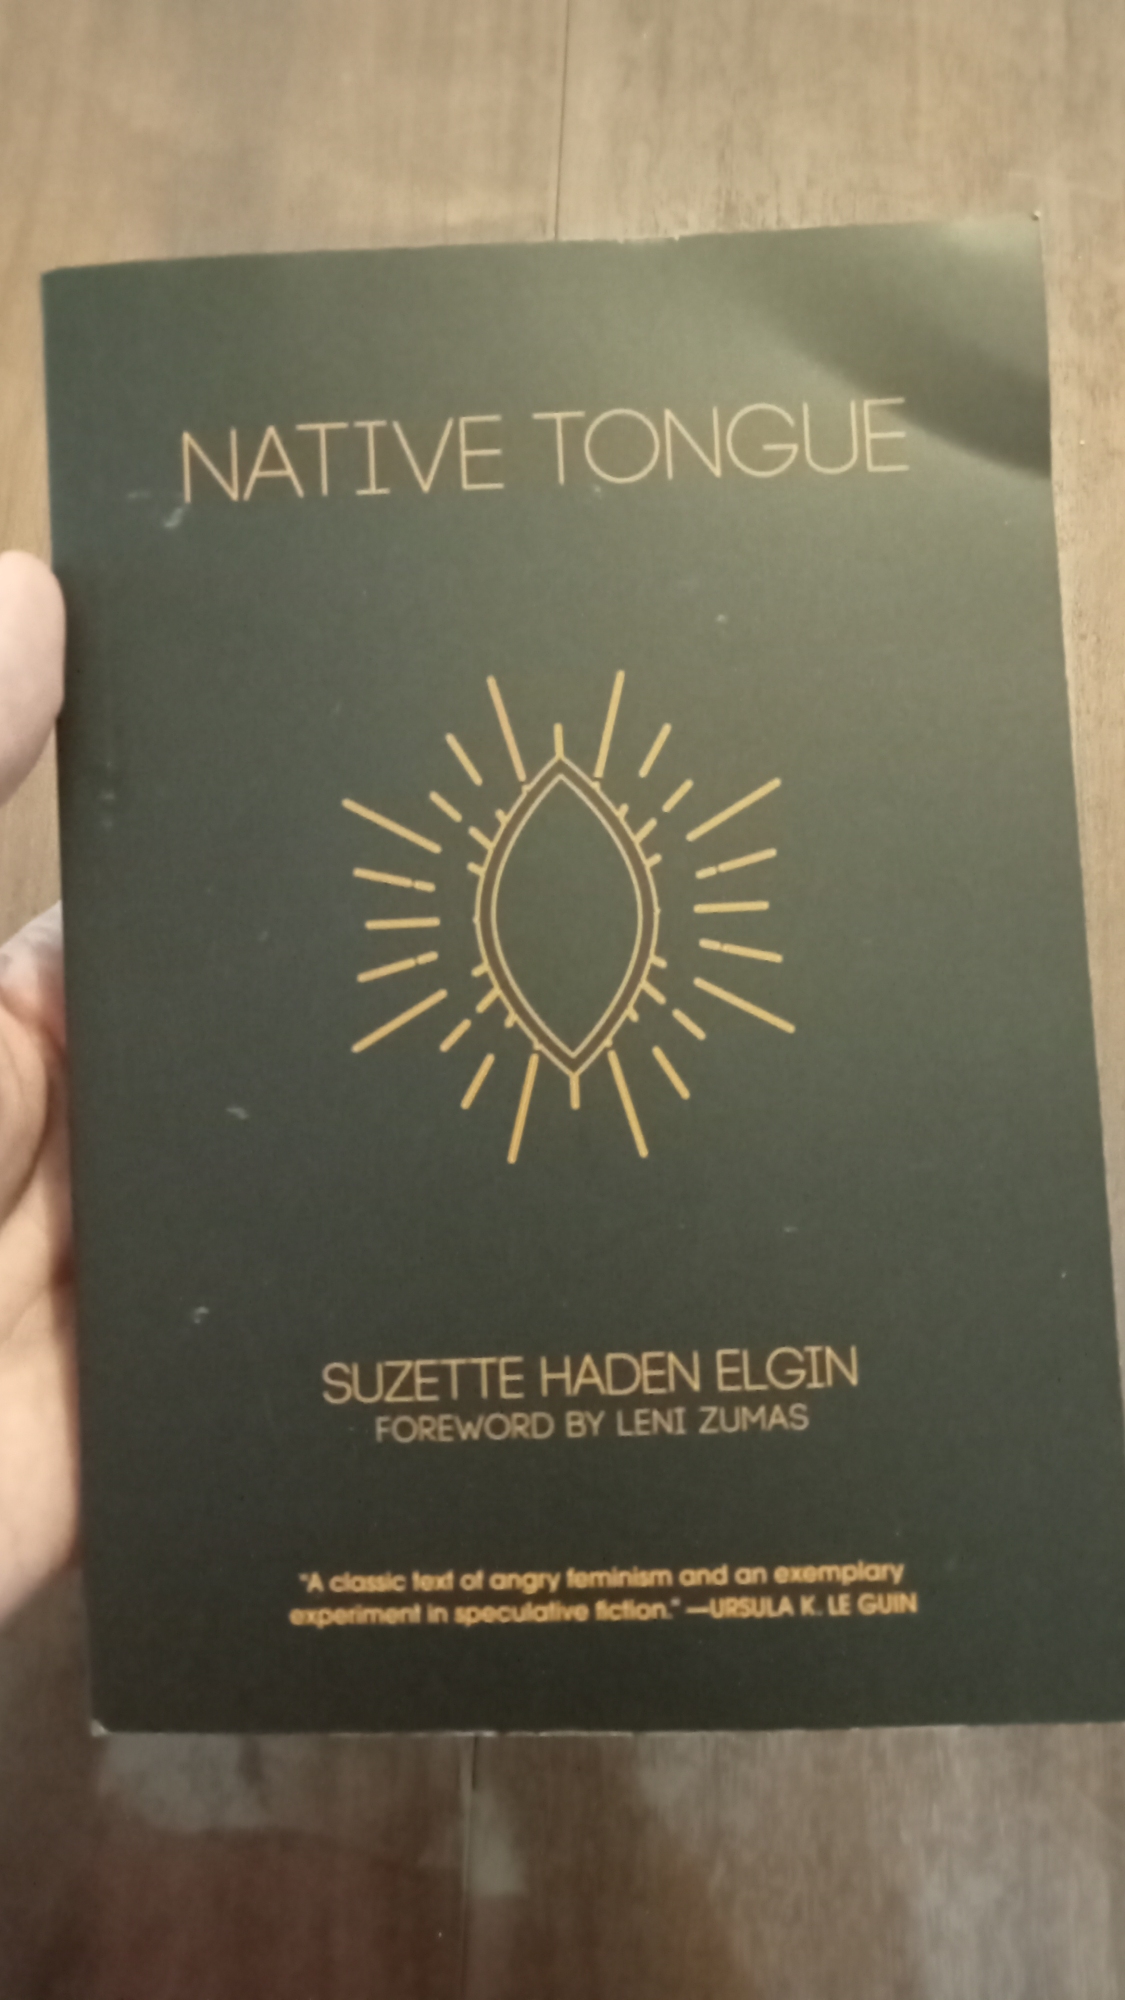 NATIVE TONGUE
SUZETTE HADEN ELGIN
FOREWORD BY LENI ZUMAS
"A classic text of angry feminism and an exemplary
experiment in speculative fiction." —URSULA K. LE GUIN